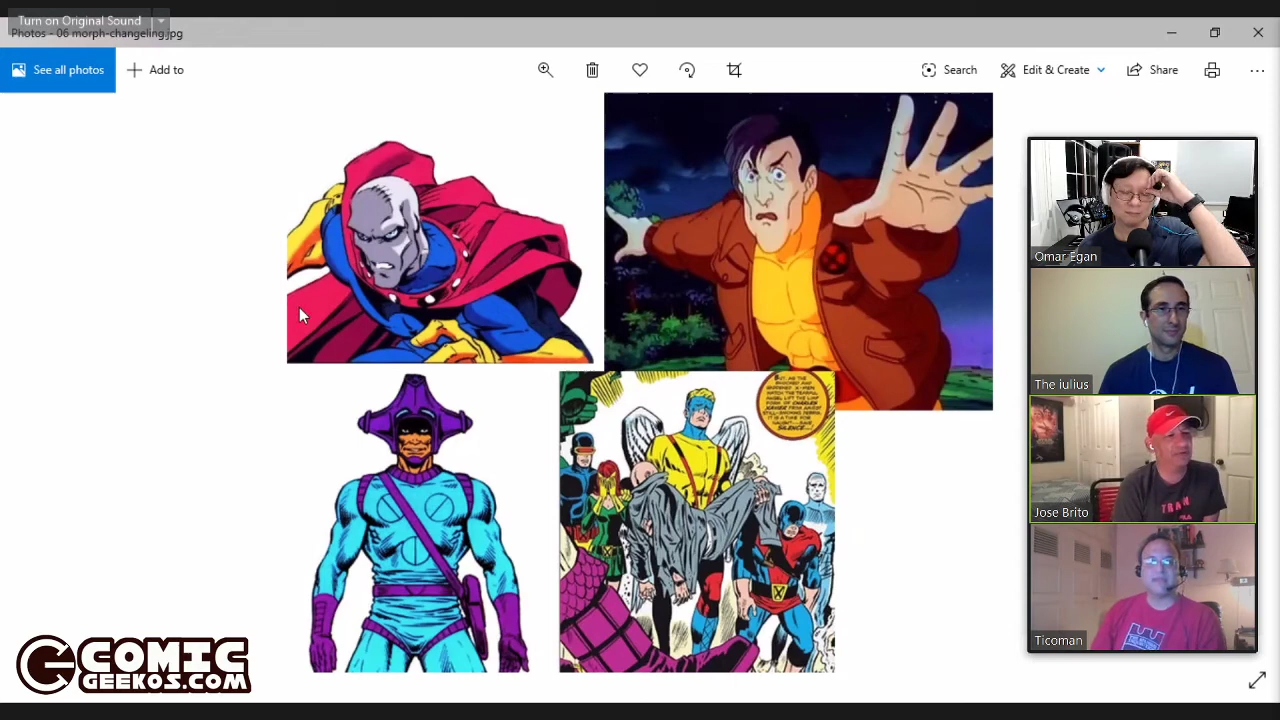 Turn on Original Sound
Photos - 06 morph-changeling.jpg
See all photos
Add to
Search
Edit & Create
Share
Omar Egan
The iulius
Jose Brito
Ticoman
COMIC
GEEKOS.COM